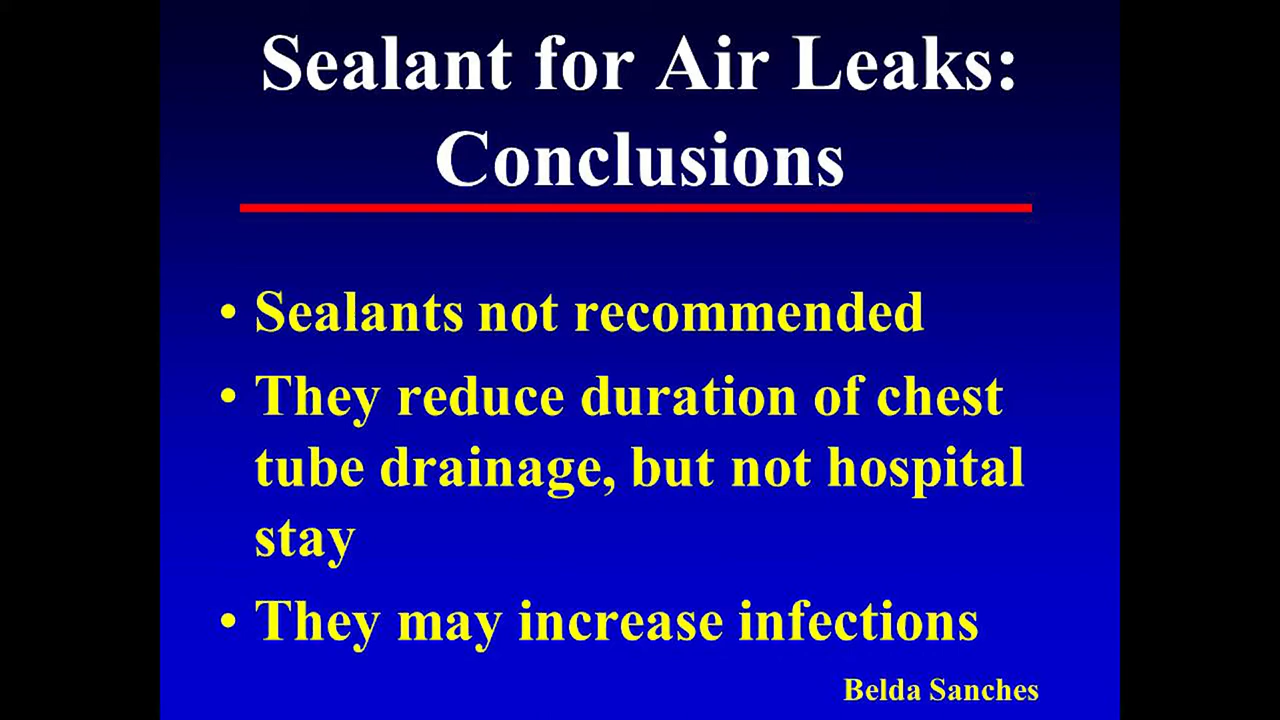 Sealant for Air Leaks:
Conclusions
• Sealants not recommended
• They reduce duration of chest
tube drainage, but not hospital
stay
• They may increase infections
Belda Sanches